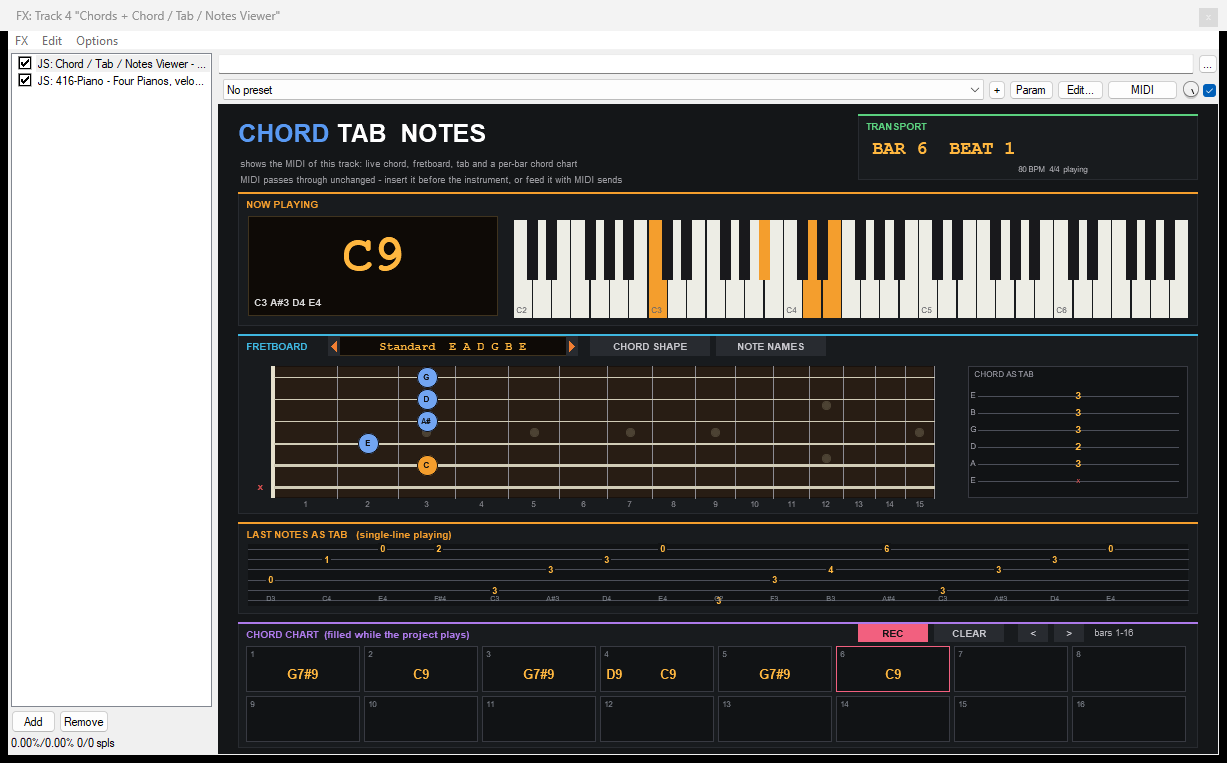 FX: Track 4 "Chords + Chord / Tab / Notes Viewer"
x
FX Edit Options
JS: Chord / Tab / Notes Viewer - ...
JS: 416-Piano - Four Pianos, velo...
...
No preset
+ Param Edit... MIDI
CHORD TAB NOTES
shows the MIDI of this track: live chord, fretboard, tab and a per-bar chord chart
MIDI passes through unchanged - insert it before the instrument, or feed it with MIDI sends
TRANSPORT
BAR 6 BEAT 1
80 BPM 4/4 playing
NOW PLAYING
C9
C3 A#3 D4 E4
C2 C3 C4 C5 C6
FRETBOARD
Standard E A D G B E
CHORD SHAPE NOTE NAMES
G
D
A#
E
C
x
1 2 3 4 5 6 7 8 9 10 11 12 13 14 15
CHORD AS TAB
E 3
B 3
G 3
D 2
A 3
E x
LAST NOTES AS TAB (single-line playing)
0 2 0 6 0
1 3 3
3 4 3
0 3
3 3
3
D3 C4 E4 F#4 C3 A#3 D4 E4 F3 B3 A#4 C3 A#3 D4 E4
CHORD CHART (filled while the project plays)
REC CLEAR < > bars 1-16
1 2 3 4 5 6 7 8
G7#9 C9 G7#9 D9 C9 G7#9 C9
9 10 11 12 13 14 15 16
Add Remove
0.00%/0.00% 0/0 spls